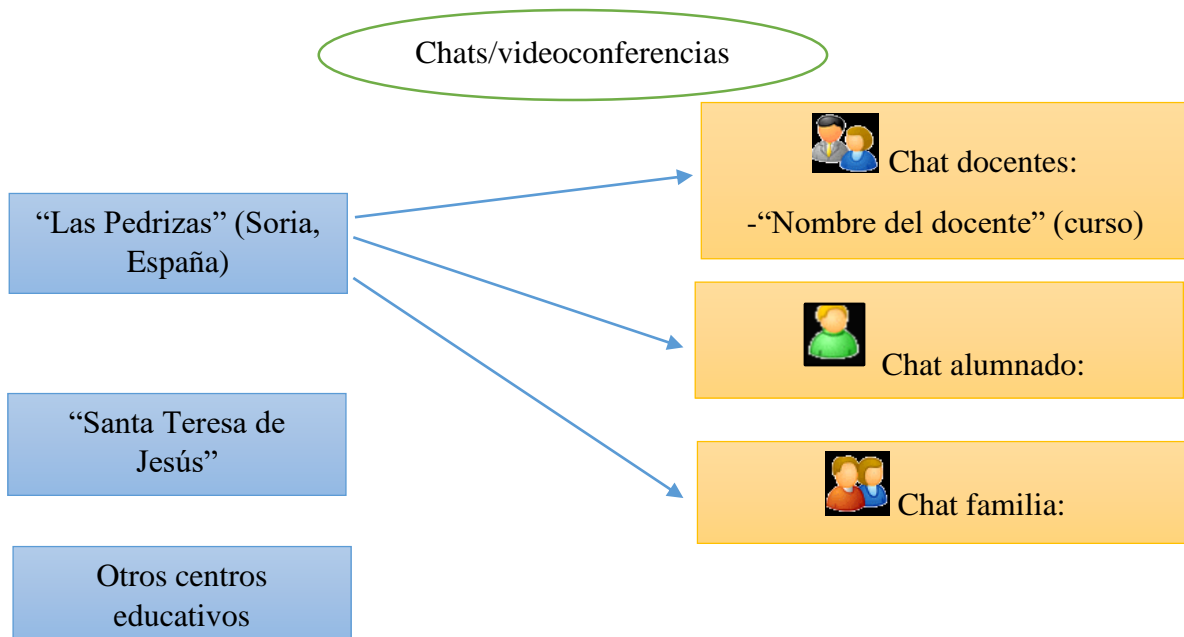 Chats/videoconferencias
“Las Pedrizas” (Soria,
España)
“Santa Teresa de
Jesús”
Otros centros
educativos
Chat docentes:
-“Nombre del docente” (curso)
Chat alumnado:
Chat familia: